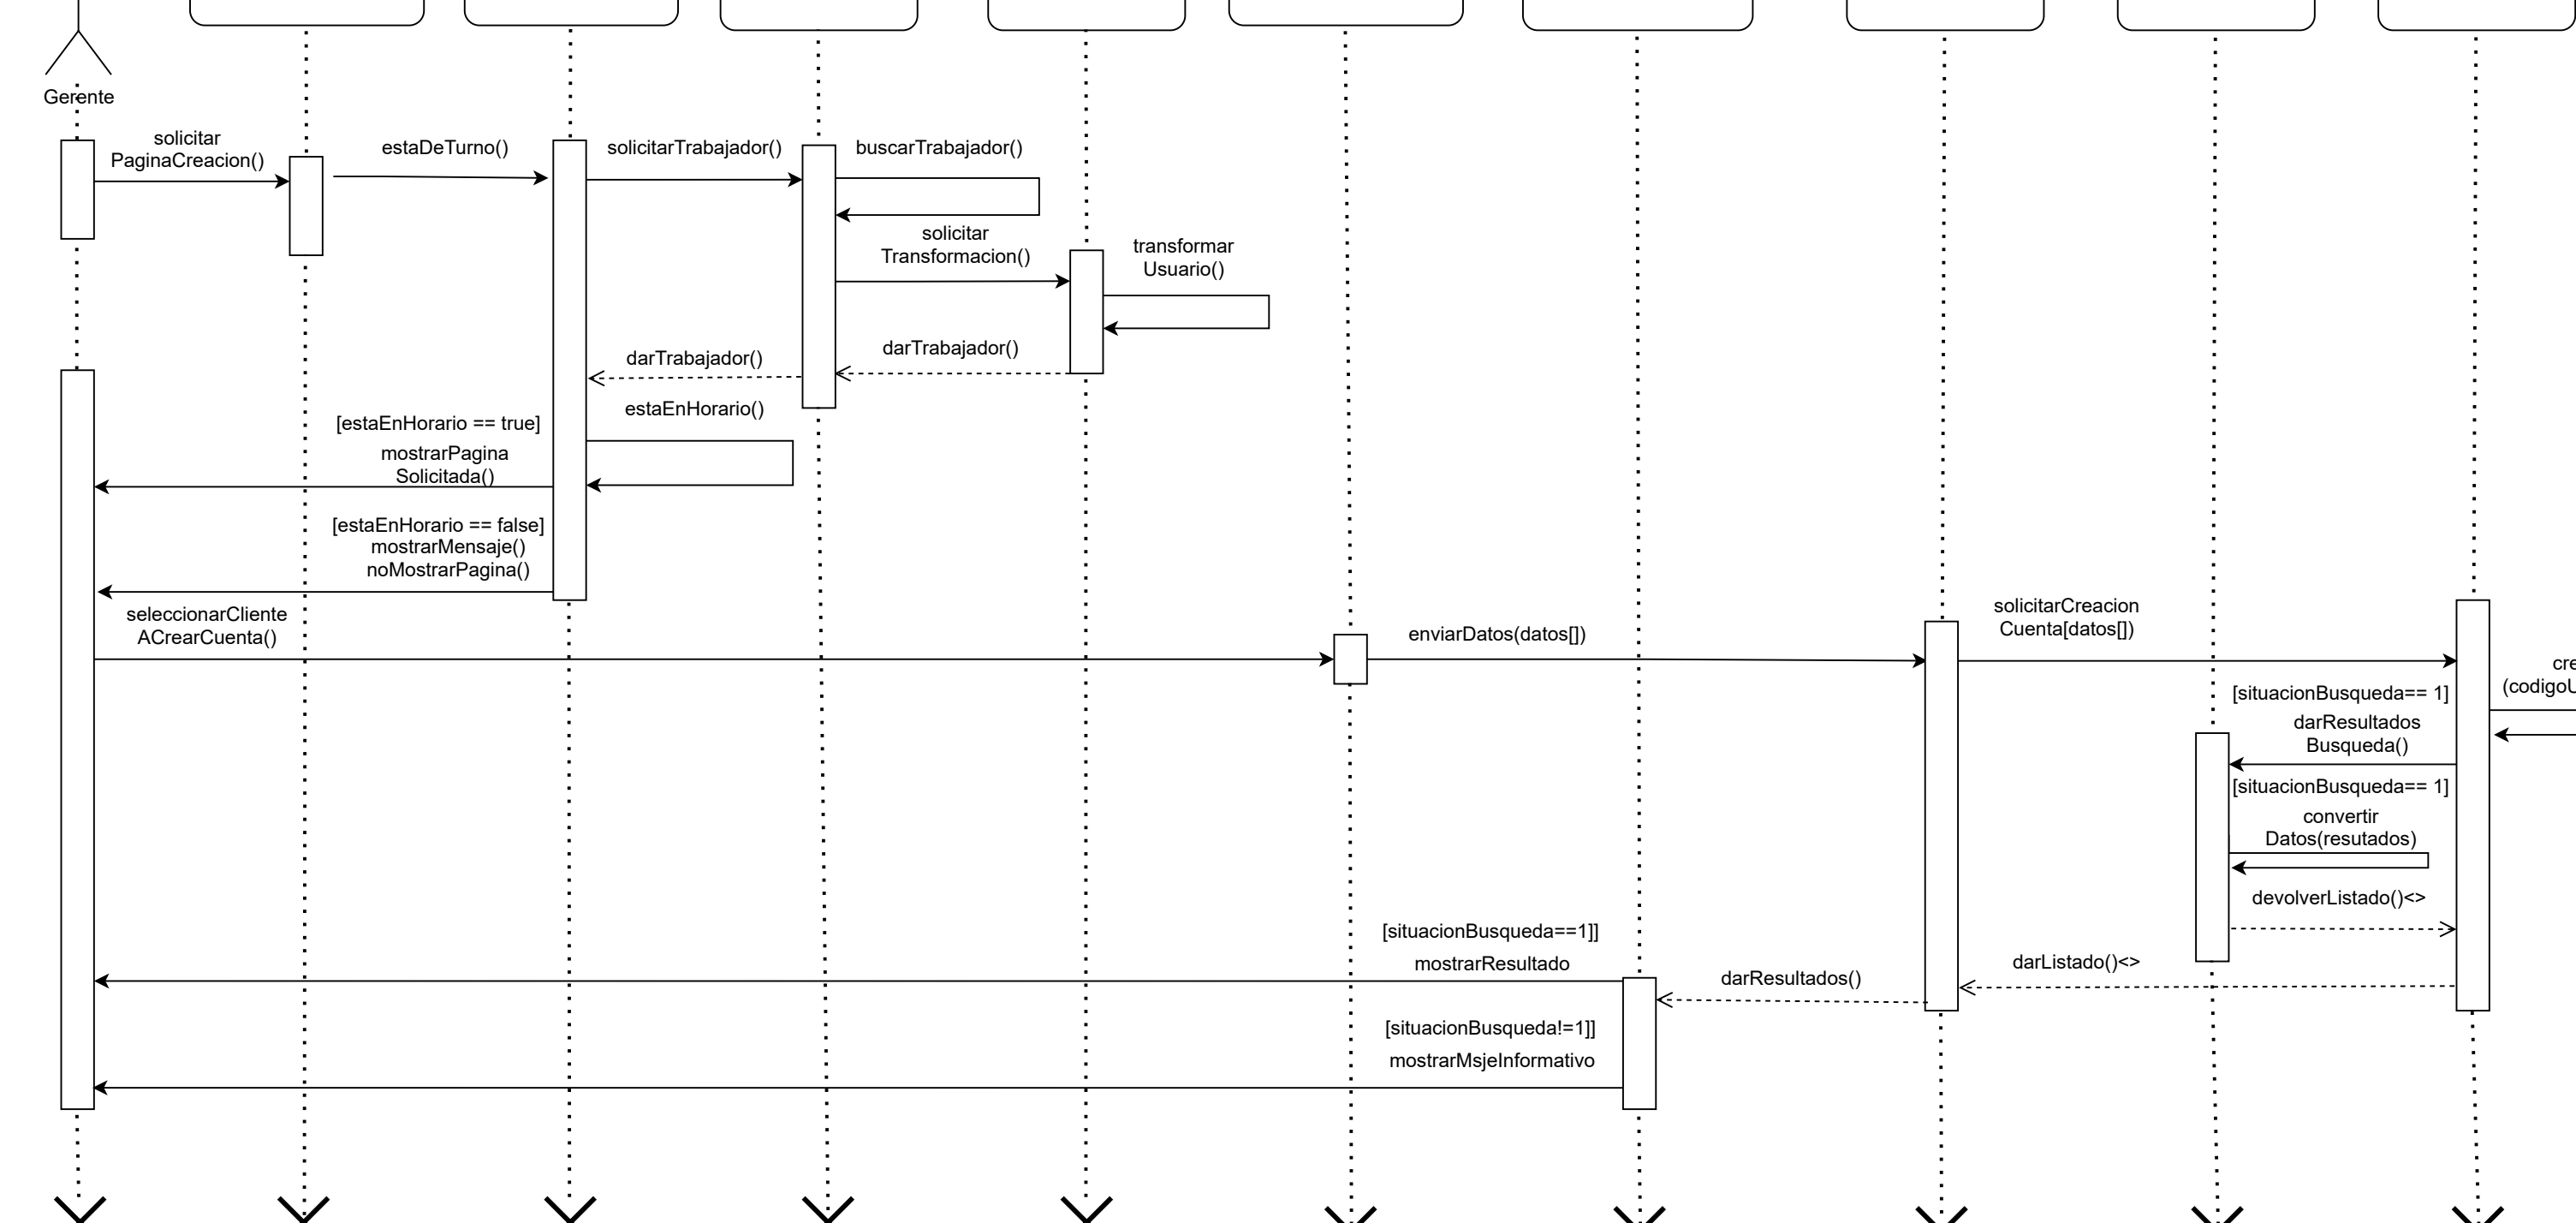 Gerente
solicitar
PaginaCreacion()
estaDeTurno()
solicitarTrabajador()
buscarTrabajador()
solicitar
Transformacion()
transformar
Usuario()
darTrabajador()
darTrabajador()
estaEnHorario()
[estaEnHorario == true]
mostrarPagina
Solicitada()
[estaEnHorario == false]
mostrarMensaje()
noMostrarPagina()
seleccionarCliente
ACrearCuenta()
enviarDatos(datos[])
solicitarCreacion
Cuenta[datos[])
cre
(codigoU
[situacionBusqueda== 1]
darResultados
Busqueda()
[situacionBusqueda== 1]
convertir
Datos(resutados)
devolverListado()<>
darListado()<>
darResultados()
[situacionBusqueda==1]]
mostrarResultado
[situacionBusqueda!=1]]
mostrarMsjeInformativo